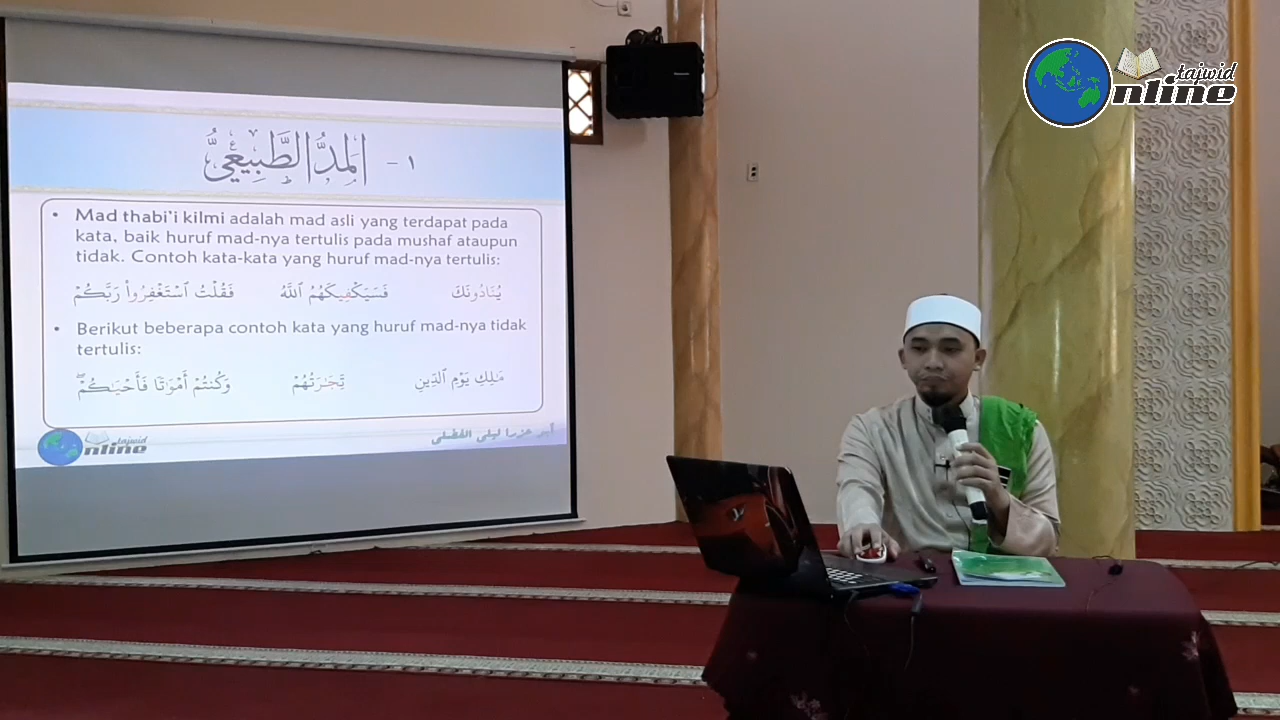 ١ - اَلْمَدُّ الطَّبِيْعِيُّ
• Mad thabi'i kilmi adalah mad asli yang terdapat pada
kata, baik huruf mad-nya tertulis pada mushaf ataupun
tidak. Contoh kata-kata yang huruf mad-nya tertulis:
يُنَادُونَكَ فَسَيَكْفِيكَهُمُ ٱللَّهُ فَقُلْتُ ٱسْتَغْفِرُوا۟ رَبَّكُمْ
• Berikut beberapa contoh kata yang huruf mad-nya tidak
tertulis:
مَـٰلِكِ يَوْمِ ٱلدِّينِ تِّجَـٰرَتُهُمْ وَكُنتُمْ أَمْوَٰتًا فَأَحْيَـٰكُمْ ۖ
tajwid
Online
tajwid
Online